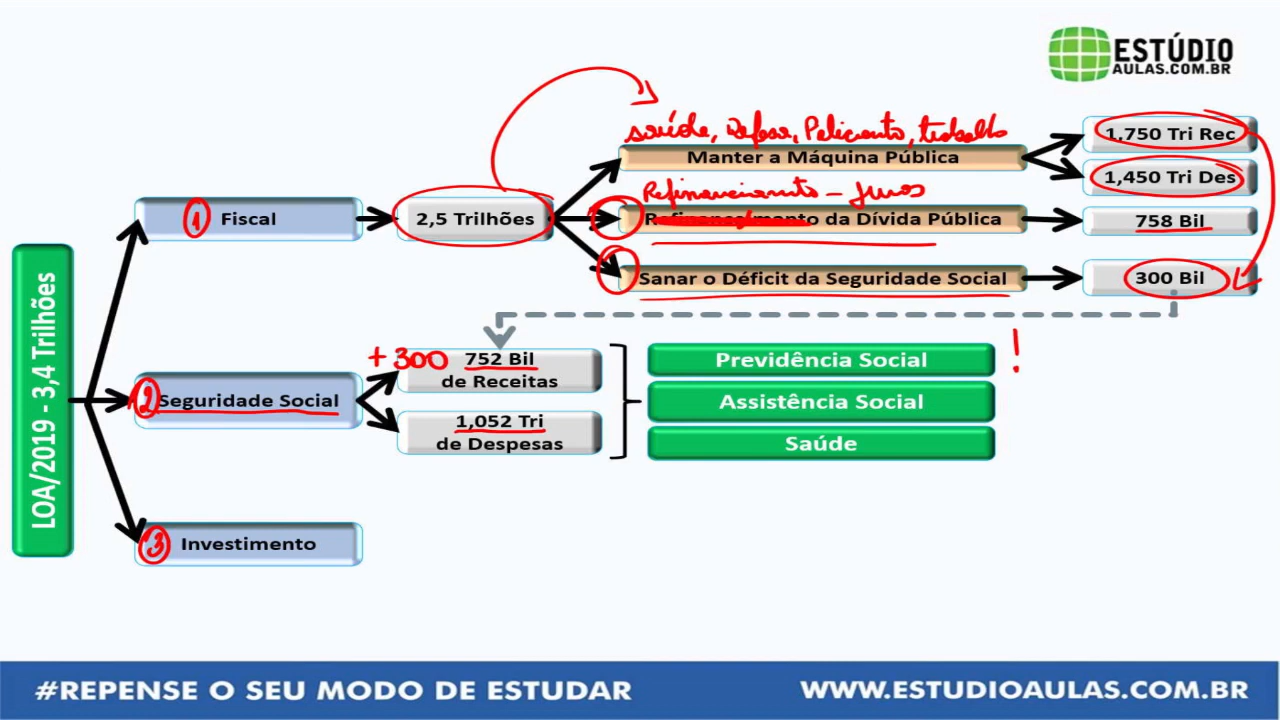 ESTÚDIO
AULAS.COM.BR
saúde, Defesa, trabalho
Manter a Máquina Pública
1,750 Tri Rec
1,450 Tri Des
Refinanciamento - Juros
da Dívida Pública
758 Bil
1 Fiscal
2,5 Trilhões
Sanar o Déficit da Seguridade Social
300 Bil
LOA/2019 - 3,4 Trilhões
+ 300
752 Bil
de Receitas
2 Seguridade Social
1,052 Tri
de Despesas
Previdência Social
!
Assistência Social
Saúde
3 Investimento
#REPENSE O SEU MODO DE ESTUDAR
WWW.ESTUDIOAULAS.COM.BR